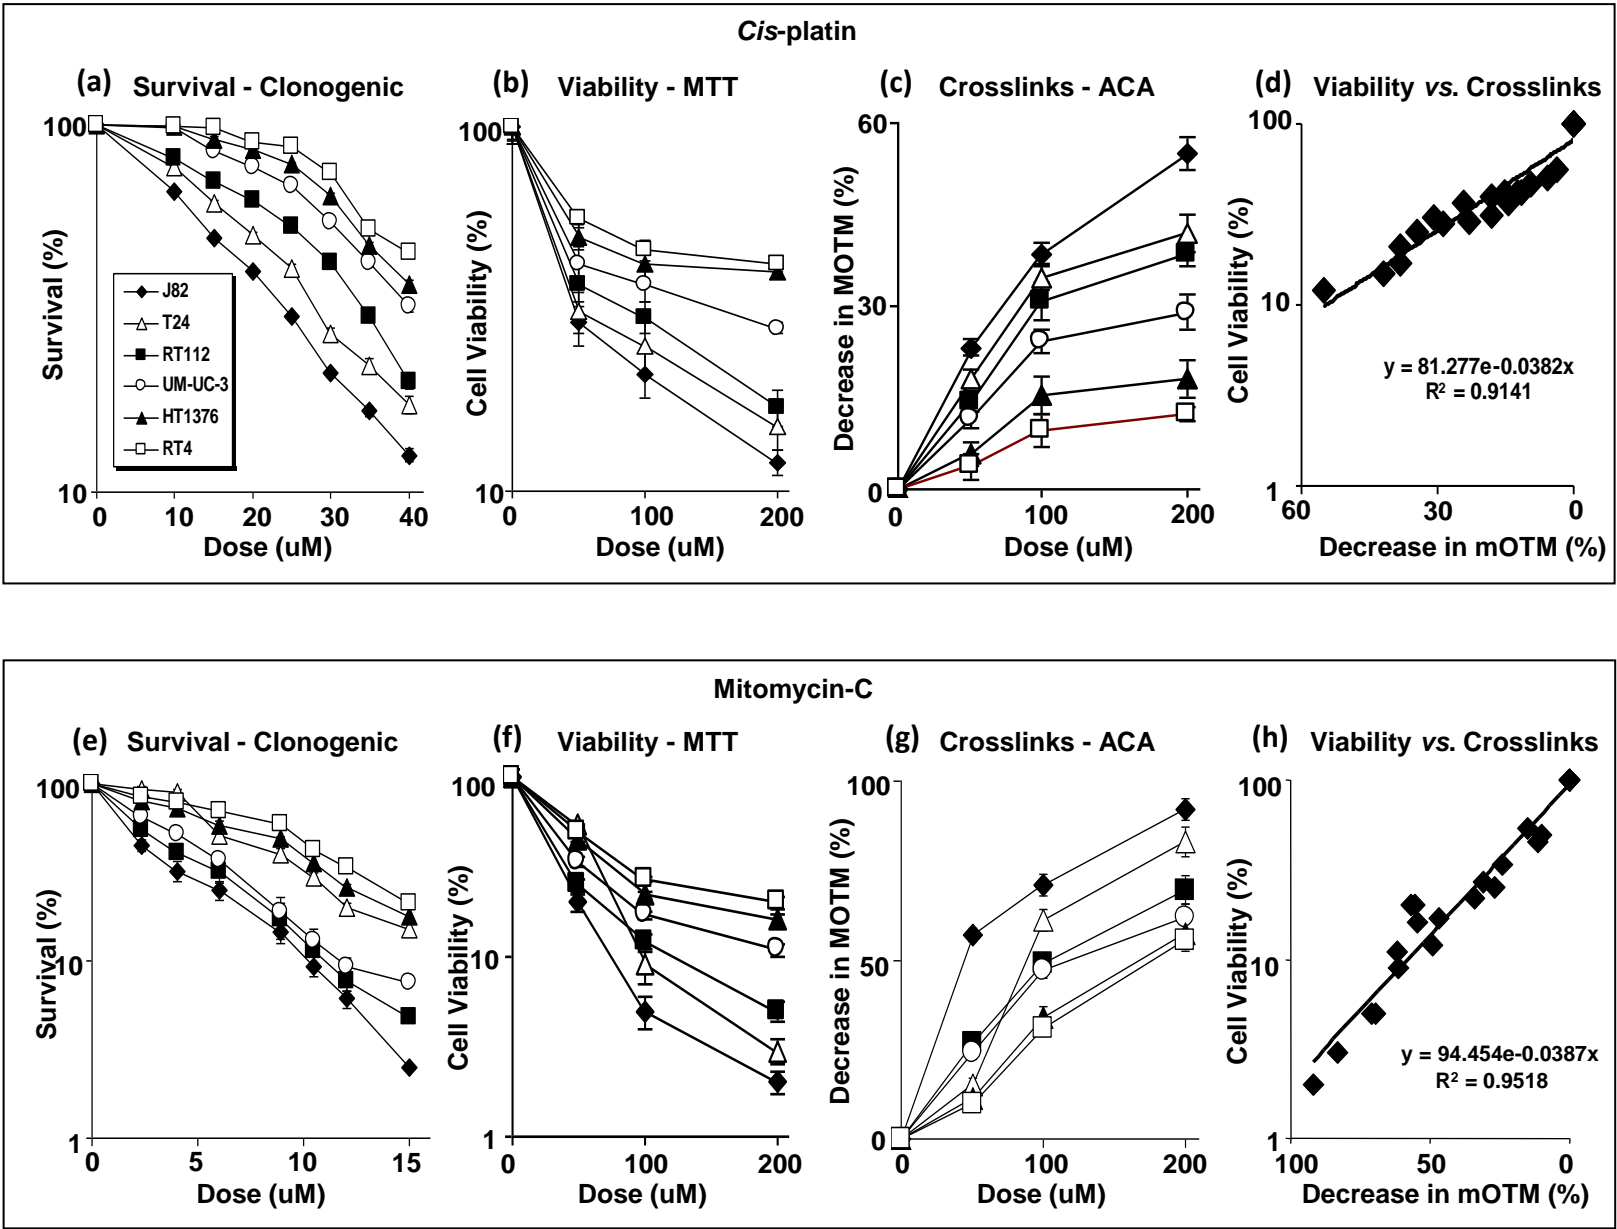 Cis-platin
(a) Survival - Clonogenic
100
10
Survival (%)
0 10 20 30 40
Dose (uM)
J82
T24
RT112
UM-UC-3
HT1376
RT4
(b) Viability - MTT
100
10
Cell Viability (%)
0 100 200
Dose (uM)
(c) Crosslinks - ACA
60
30
0
Decrease in MOTM (%)
0 100 200
Dose (uM)
(d) Viability vs. Crosslinks
100
10
1
Cell Viability (%)
y = 81.277e-0.0382x
R² = 0.9141
60 30 0
Decrease in mOTM (%)
Mitomycin-C
(e) Survival - Clonogenic
100
10
1
Survival (%)
0 5 10 15
Dose (uM)
(f) Viability - MTT
100
10
1
Cell Viability (%)
0 100 200
Dose (uM)
(g) Crosslinks - ACA
100
50
0
Decrease in MOTM (%)
0 100 200
Dose (uM)
(h) Viability vs. Crosslinks
100
10
1
Cell Viability (%)
y = 94.454e-0.0387x
R² = 0.9518
100 50 0
Decrease in mOTM (%)